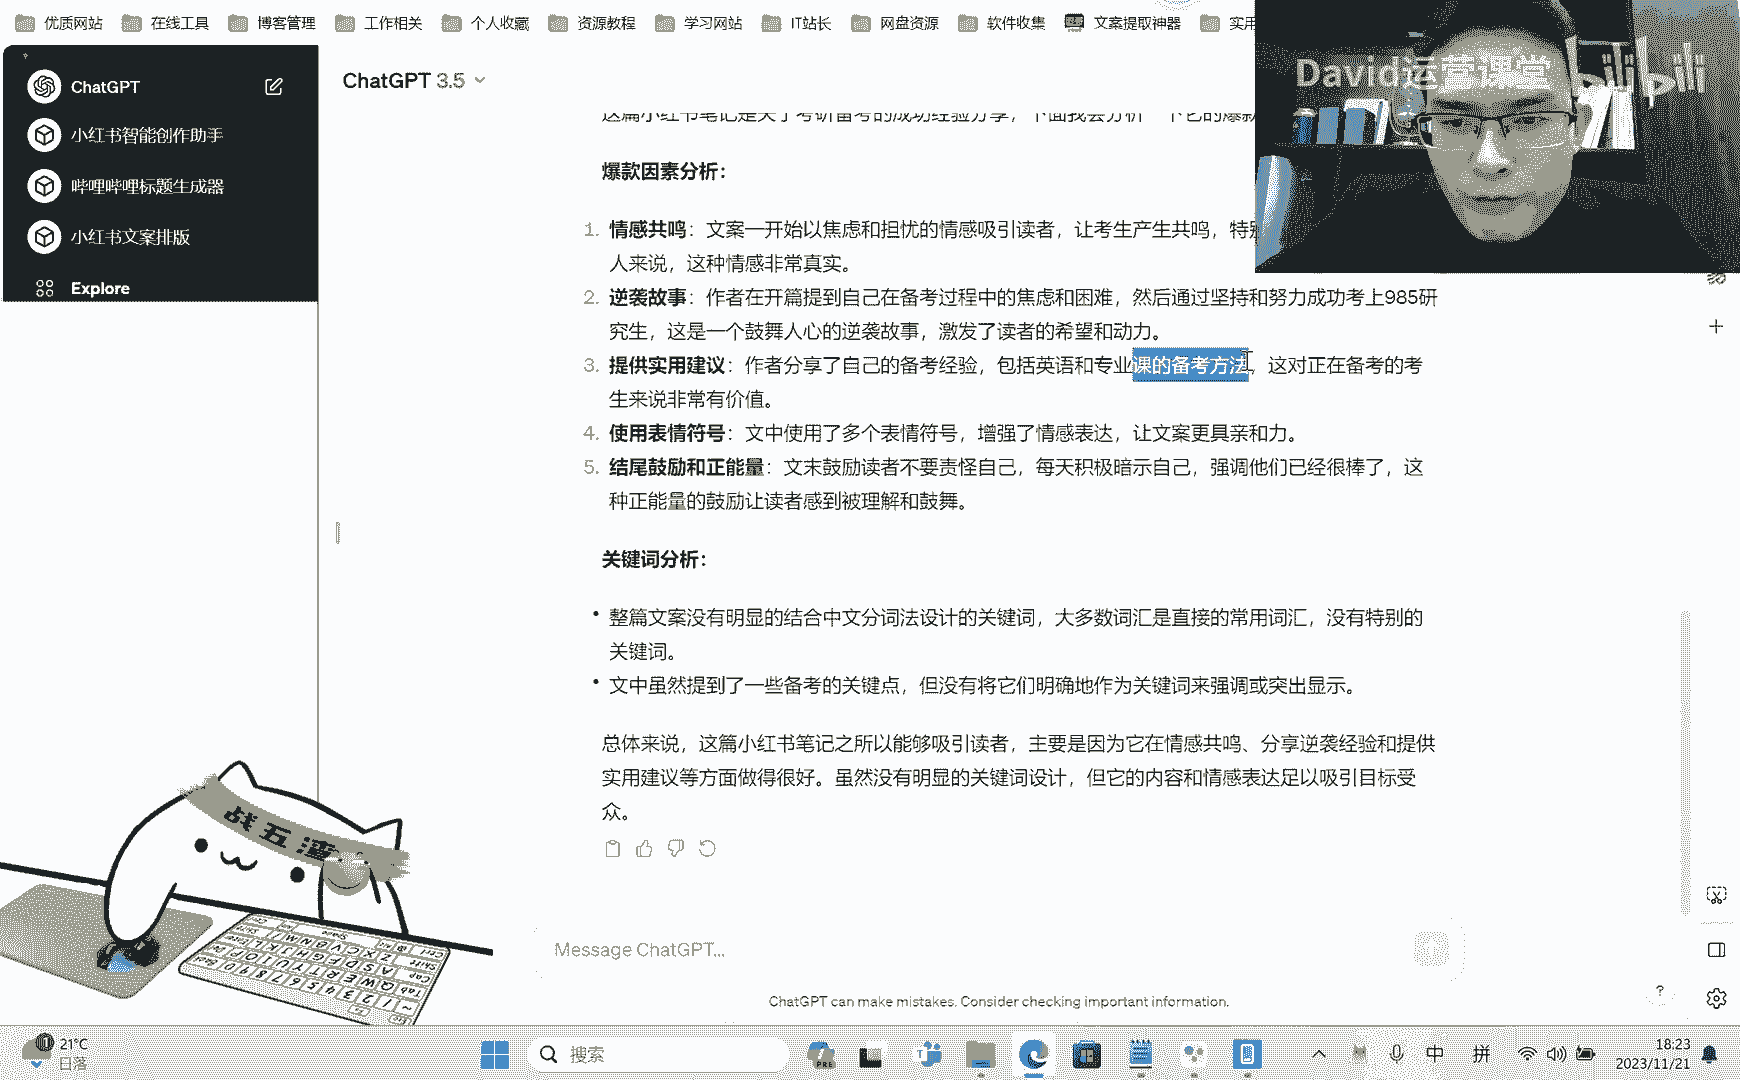 优质网站 在线工具 博客管理 工作相关 个人收藏 资源教程 学习网站 IT站长 网盘资源 软件收集 文案提取神器 实用
David运营课堂 bilibili
ChatGPT
小红书智能创作助手
哔哩哔哩标题生成器
小红书文案排版
Explore
ChatGPT 3.5
这篇小红书笔记是关于考研备考的成功经验分享，下面我会分析一下它的爆款
爆款因素分析：
1. 情感共鸣：文案一开始以焦虑和担忧的情感吸引读者，让考生产生共鸣，特别
人来说，这种情感非常真实。
2. 逆袭故事：作者在开篇提到自己在备考过程中的焦虑和困难，然后通过坚持和努力成功考上985研
究生，这是一个鼓舞人心的逆袭故事，激发了读者的希望和动力。
3. 提供实用建议：作者分享了自己的备考经验，包括英语和专业课的备考方法，这对正在备考的考
生来说非常有价值。
4. 使用表情符号：文中使用了多个表情符号，增强了情感表达，让文案更具亲和力。
5. 结尾鼓励和正能量：文末鼓励读者不要责怪自己，每天积极暗示自己，强调他们已经很棒了，这
种正能量的鼓励让读者感到被理解和鼓舞。
关键词分析：
• 整篇文案没有明显的结合中文分词法设计的关键词，大多数词汇是直接的常用词汇，没有特别的
关键词。
• 文中虽然提到了一些备考的关键点，但没有将它们明确地作为关键词来强调或突出显示。
总体来说，这篇小红书笔记之所以能够吸引读者，主要是因为它在情感共鸣、分享逆袭经验和提供
实用建议等方面做得很好。虽然没有明显的关键词设计，但它的内容和情感表达足以吸引目标受
众。
战五渣
Message ChatGPT...
ChatGPT can make mistakes. Consider checking important information.
?
21°C
日落
搜索
PRE
中 拼
18:23
2023/11/21